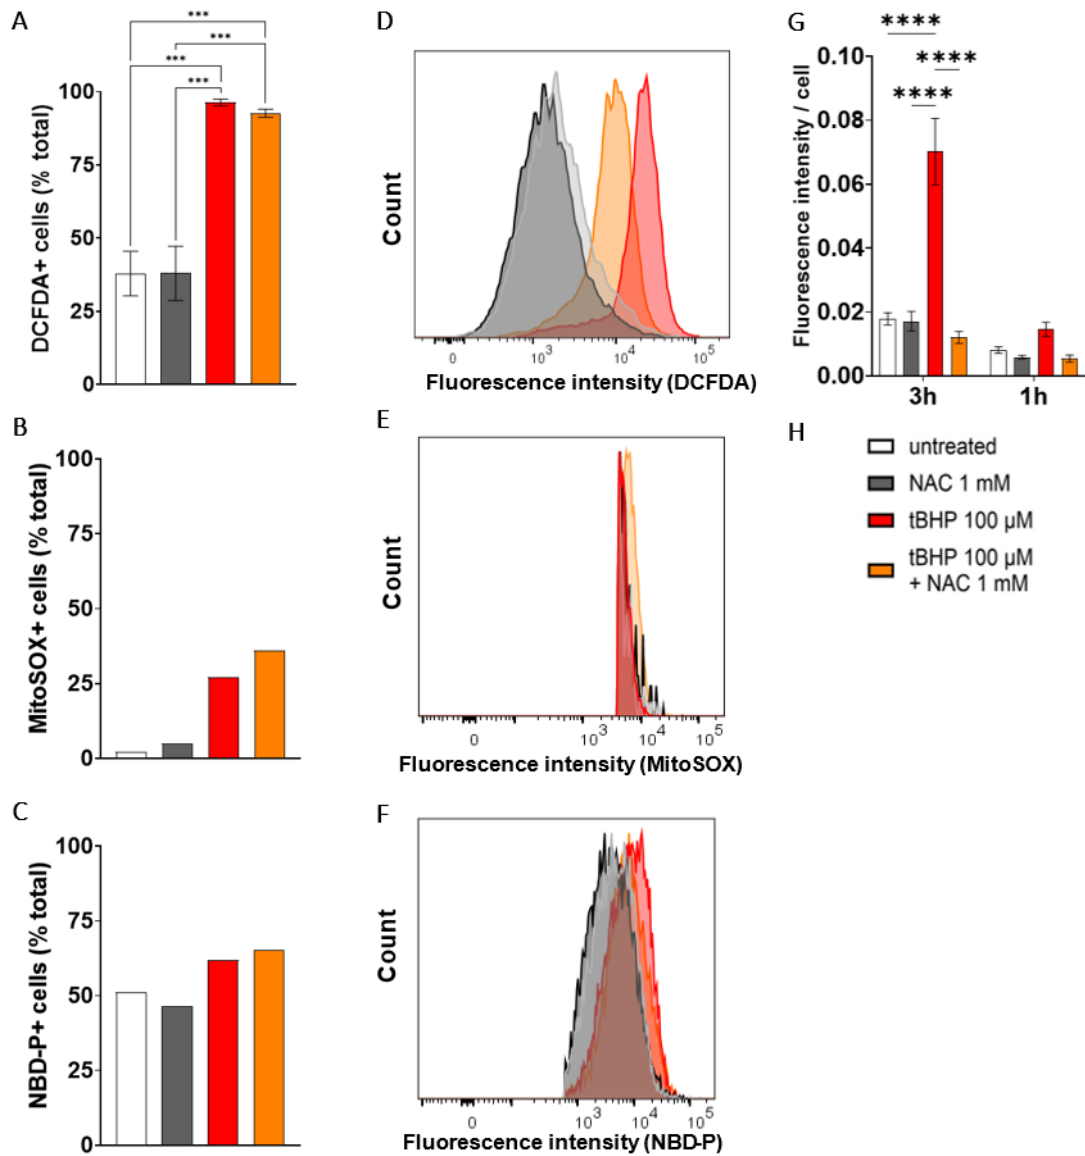 A
***
***
***
***
100
75
50
25
0
DCFDA+ cells (% total)
D
Count
0
10³
10⁴
10⁵
Fluorescence intensity (DCFDA)
G
****
****
****
0.10
0.08
0.06
0.04
0.02
0.00
Fluorescence intensity / cell
3h
1h
B
100
75
50
25
0
MitoSOX+ cells (% total)
E
Count
0
10³
10⁴
10⁵
Fluorescence intensity (MitoSOX)
H
untreated
NAC 1 mM
tBHP 100 µM
tBHP 100 µM
+ NAC 1 mM
C
100
75
50
25
0
NBD-P+ cells (% total)
F
Count
0
10³
10⁴
10⁵
Fluorescence intensity (NBD-P)